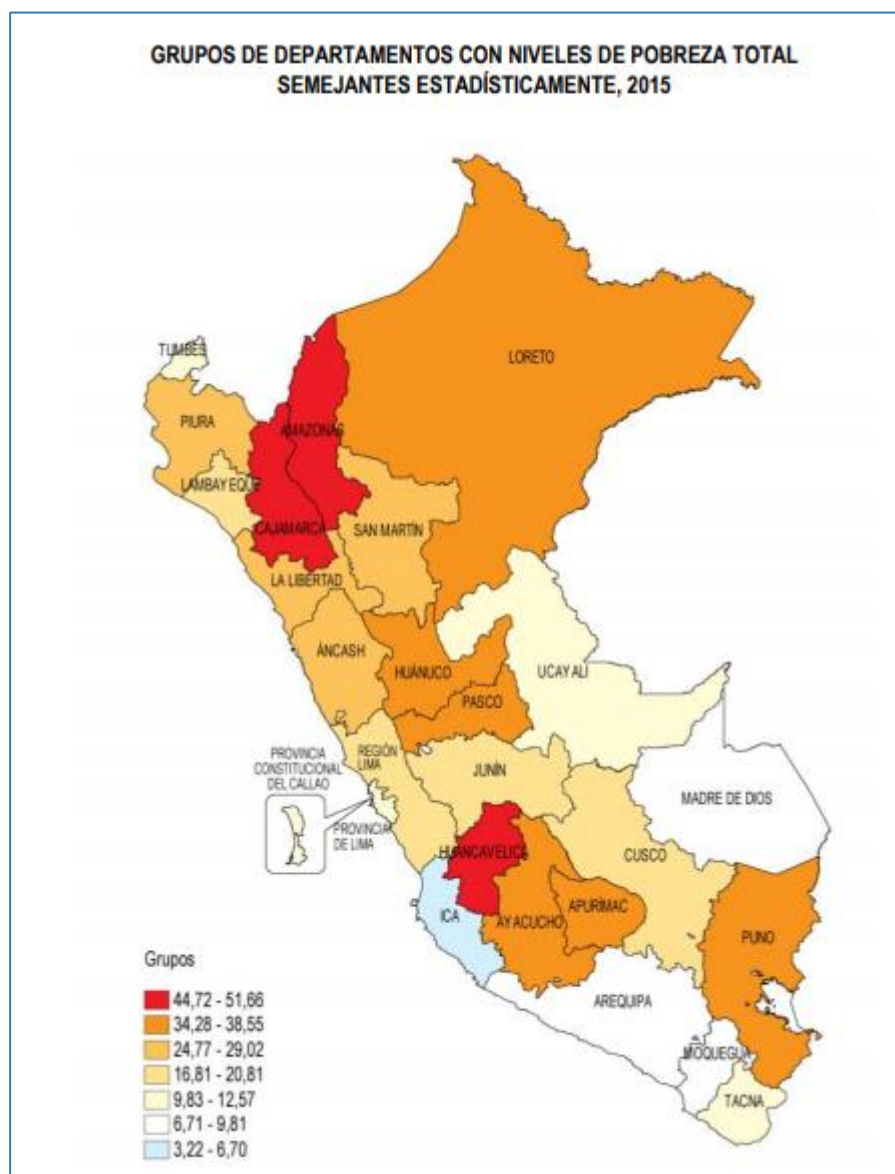 GRUPOS DE DEPARTAMENTOS CON NIVELES DE POBREZA TOTAL
SEMEJANTES ESTADÍSTICAMENTE, 2015
TUMBES
LORETO
PIURA
AMAZONAS
LAMBAYEQUE
CAJAMARCA
SAN MARTÍN
LA LIBERTAD
ÁNCASH
HUÁNUCO
UCAYALI
PASCO
REGIÓN
LIMA
PROVINCIA
CONSTITUCIONAL
DEL CALLAO
JUNÍN
MADRE DE DIOS
PROVINCIA
DE LIMA
HUANCAVELICA
CUSCO
ICA
AYACUCHO
APURÍMAC
PUNO
AREQUIPA
MOQUEGUA
TACNA
Grupos
44,72 - 51,66
34,28 - 38,55
24,77 - 29,02
16,81 - 20,81
9,83 - 12,57
6,71 - 9,81
3,22 - 6,70